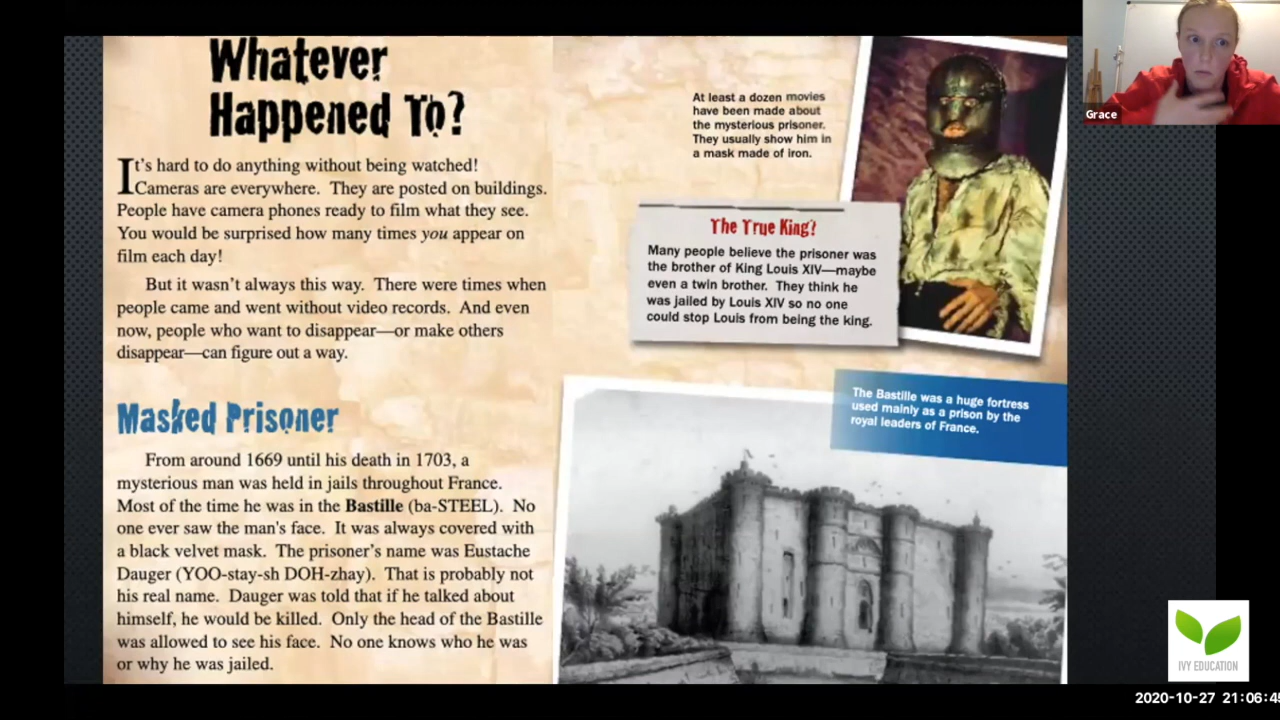 Whatever
Happened To?
It's hard to do anything without being watched!
Cameras are everywhere. They are posted on buildings.
People have camera phones ready to film what they see.
You would be surprised how many times you appear on
film each day!
But it wasn't always this way. There were times when
people came and went without video records. And even
now, people who want to disappear—or make others
disappear—can figure out a way.
Masked Prisoner
From around 1669 until his death in 1703, a
mysterious man was held in jails throughout France.
Most of the time he was in the Bastille (ba-STEEL). No
one ever saw the man's face. It was always covered with
a black velvet mask. The prisoner's name was Eustache
Dauger (YOO-stay-sh DOH-zhay). That is probably not
his real name. Dauger was told that if he talked about
himself, he would be killed. Only the head of the Bastille
was allowed to see his face. No one knows who he was
or why he was jailed.
At least a dozen movies
have been made about
the mysterious prisoner.
They usually show him in
a mask made of iron.
The True King?
Many people believe the prisoner was
the brother of King Louis XIV—maybe
even a twin brother. They think he
was jailed by Louis XIV so no one
could stop Louis from being the king.
The Bastille was a huge fortress
used mainly as a prison by the
royal leaders of France.
Grace
IVY EDUCATION
2020-10-27 21:06:45